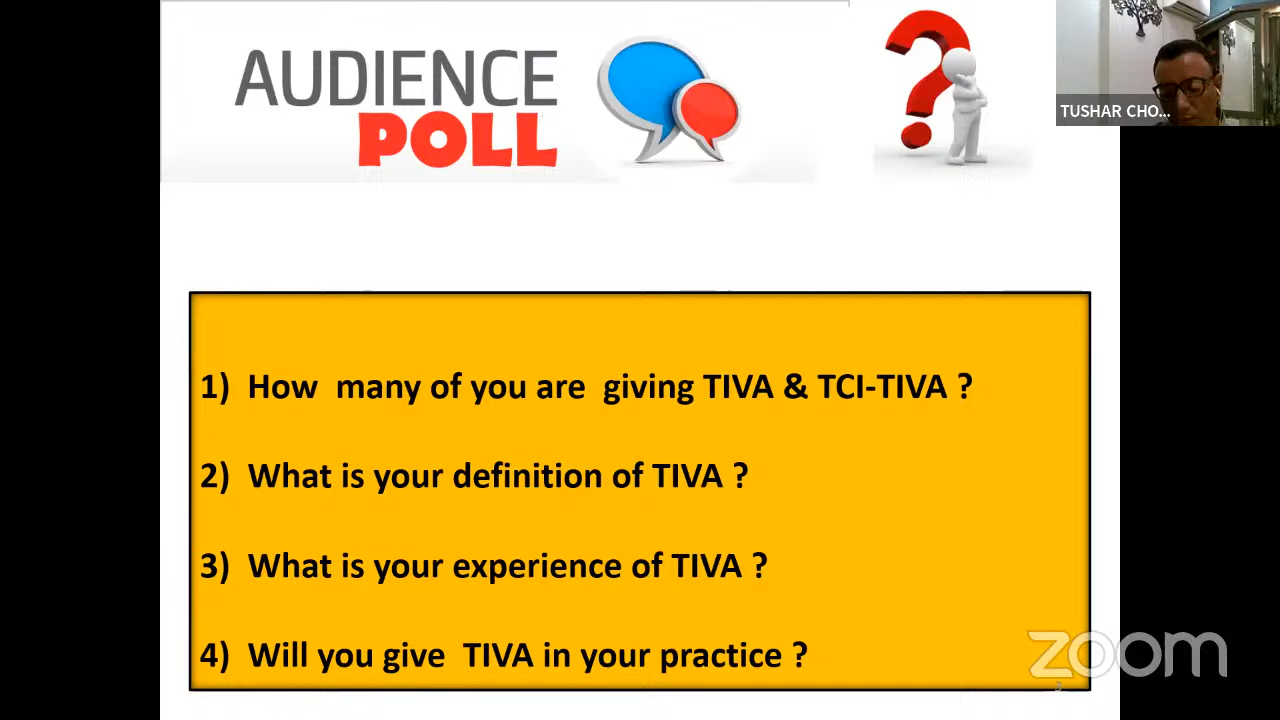 AUDIENCE
POLL
TUSHAR CHO...
1) How many of you are giving TIVA & TCI-TIVA ?
2) What is your definition of TIVA ?
3) What is your experience of TIVA ?
4) Will you give TIVA in your practice ?
zoom